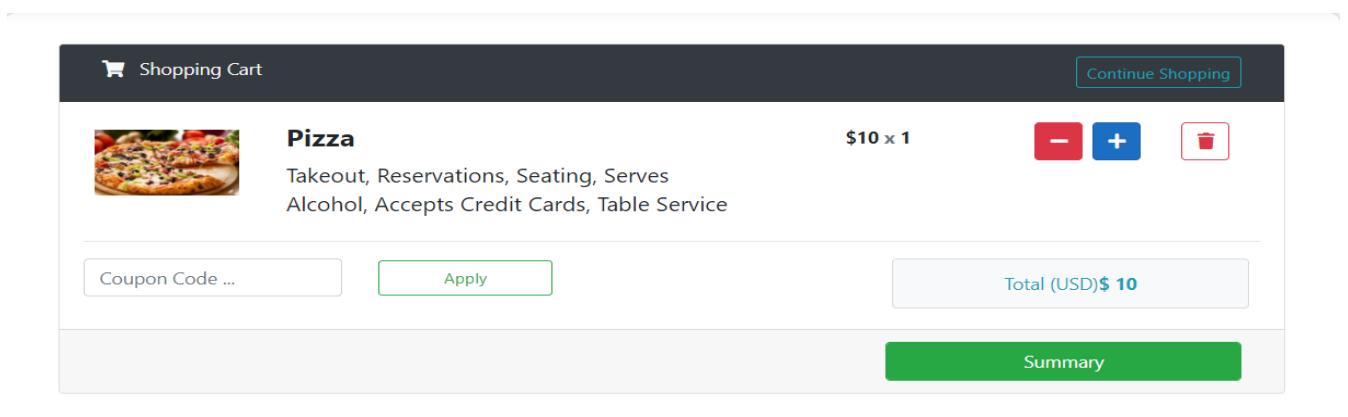 Shopping Cart
Continue Shopping
Pizza
$10 x 1
Takeout, Reservations, Seating, Serves
Alcohol, Accepts Credit Cards, Table Service
Coupon Code ...
Apply
Total (USD)$ 10
Summary